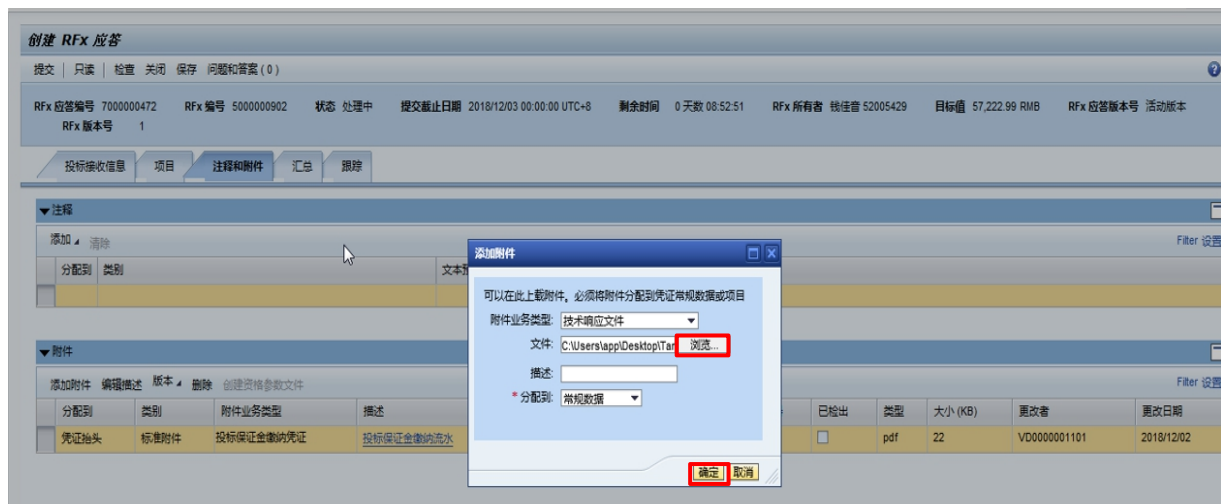 创建 RFx 应答
提交 | 只读 | 检查 关闭 保存 问题和答案 ( 0 )
RFx 应答编号 7000000472 RFx 编号 5000000902 状态 处理中 提交截止日期 2018/12/03 00:00:00 UTC+8 剩余时间 0 天数 08:52:51 RFx 所有者 钱佳音 52005429 目标值 57,222.99 RMB RFx 应答版本号 活动版本
RFx 版本号 1
投标接收信息 项目 注释和附件 汇总 跟踪
注释
添加 清除 Filter 设置
分配到 类别
添加附件
可以在此上载附件，必须将附件分配到凭证常规数据或项目
附件业务类型: 技术响应文件
文件: C:\Users\app\Desktop\Tar 浏览...
描述:
* 分配到: 常规数据
确定 取消
附件
添加附件 编辑描述 版本 删除 创建资格参数文件 Filter 设置
分配到 类别 附件业务类型 描述 已检出 类型 大小 (KB) 更改者 更改日期
凭证抬头 标准附件 投标保证金缴纳凭证 投标保证金缴纳流水 pdf 22 VD0000001101 2018/12/02